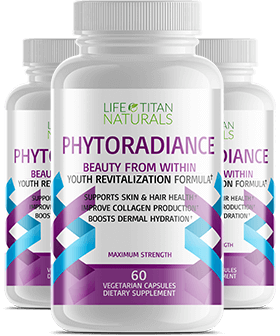 LIFE TITAN
NATURALS
PHYTORADIANCE
BEAUTY FROM WITHIN
YOUTH REVITALIZATION FORMULA†
SUPPORTS SKIN & HAIR HEALTH
IMPROVE COLLAGEN PRODUCTION
BOOSTS DERMAL HYDRATION
MAXIMUM STRENGTH
60
VEGETARIAN CAPSULES
DIETARY SUPPLEMENT